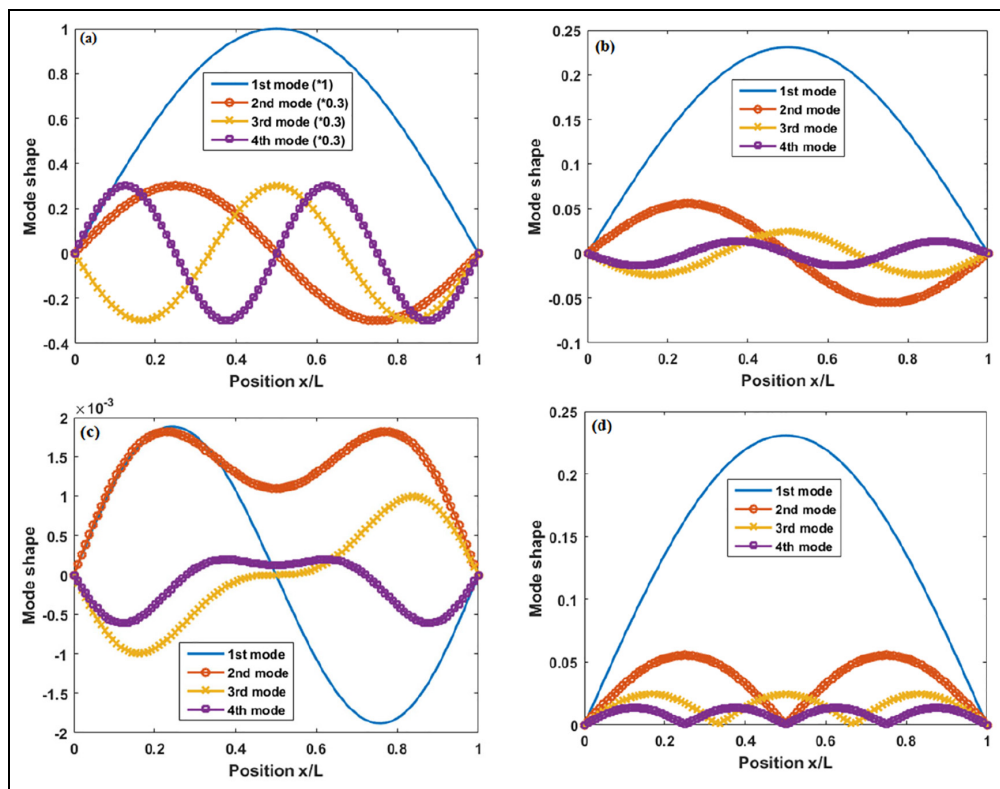 (a)
1
0.8
0.6
0.4
0.2
0
-0.2
-0.4
Mode shape
1st mode (*1)
2nd mode (*0.3)
3rd mode (*0.3)
4th mode (*0.3)
0 0.2 0.4 0.6 0.8 1
Position x/L
(b)
0.25
0.2
0.15
0.1
0.05
0
-0.05
-0.1
Mode shape
1st mode
2nd mode
3rd mode
4th mode
0 0.2 0.4 0.6 0.8 1
Position x/L
×10-3
(c)
2
1.5
1
0.5
0
-0.5
-1
-1.5
-2
Mode shape
1st mode
2nd mode
3rd mode
4th mode
0 0.2 0.4 0.6 0.8 1
Position x/L
(d)
0.25
0.2
0.15
0.1
0.05
0
Mode shape
1st mode
2nd mode
3rd mode
4th mode
0 0.2 0.4 0.6 0.8 1
Position x/L